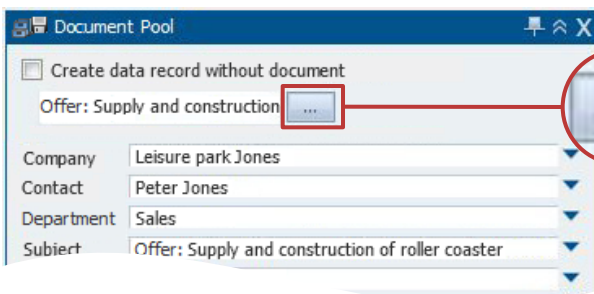 Document Pool X
Create data record without document
Offer: Supply and construction ...
Company Leisure park Jones
Contact Peter Jones
Department Sales
Subject Offer: Supply and construction of roller coaster